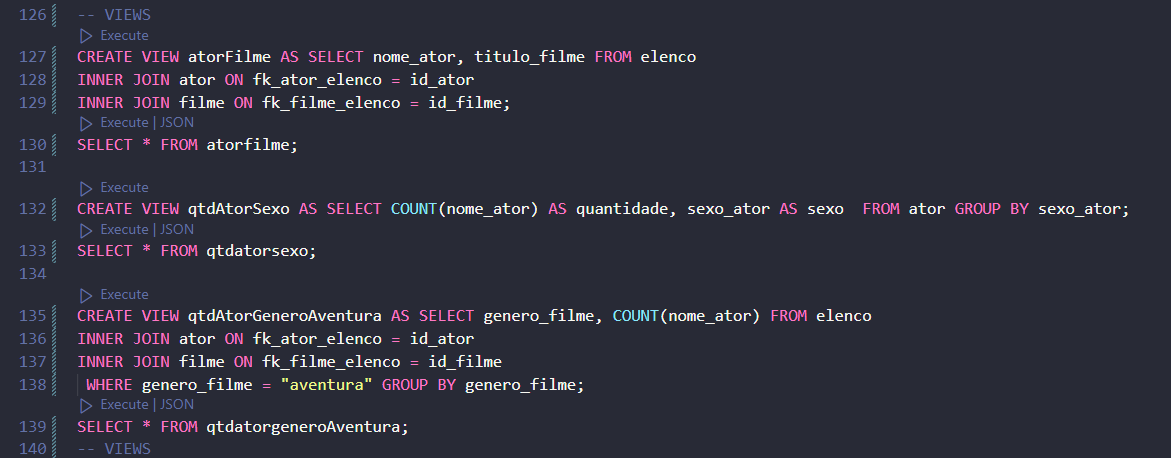 126 -- VIEWS
Execute
127 CREATE VIEW atorFilme AS SELECT nome_ator, titulo_filme FROM elenco
128 INNER JOIN ator ON fk_ator_elenco = id_ator
129 INNER JOIN filme ON fk_filme_elenco = id_filme;
Execute | JSON
130 SELECT * FROM atorfilme;
131
Execute
132 CREATE VIEW qtdAtorSexo AS SELECT COUNT(nome_ator) AS quantidade, sexo_ator AS sexo  FROM ator GROUP BY sexo_ator;
Execute | JSON
133 SELECT * FROM qtdatorsexo;
134
Execute
135 CREATE VIEW qtdAtorGeneroAventura AS SELECT genero_filme, COUNT(nome_ator) FROM elenco
136 INNER JOIN ator ON fk_ator_elenco = id_ator
137 INNER JOIN filme ON fk_filme_elenco = id_filme
138  WHERE genero_filme = "aventura" GROUP BY genero_filme;
Execute | JSON
139 SELECT * FROM qtdatorgeneroAventura;
140 -- VIEWS